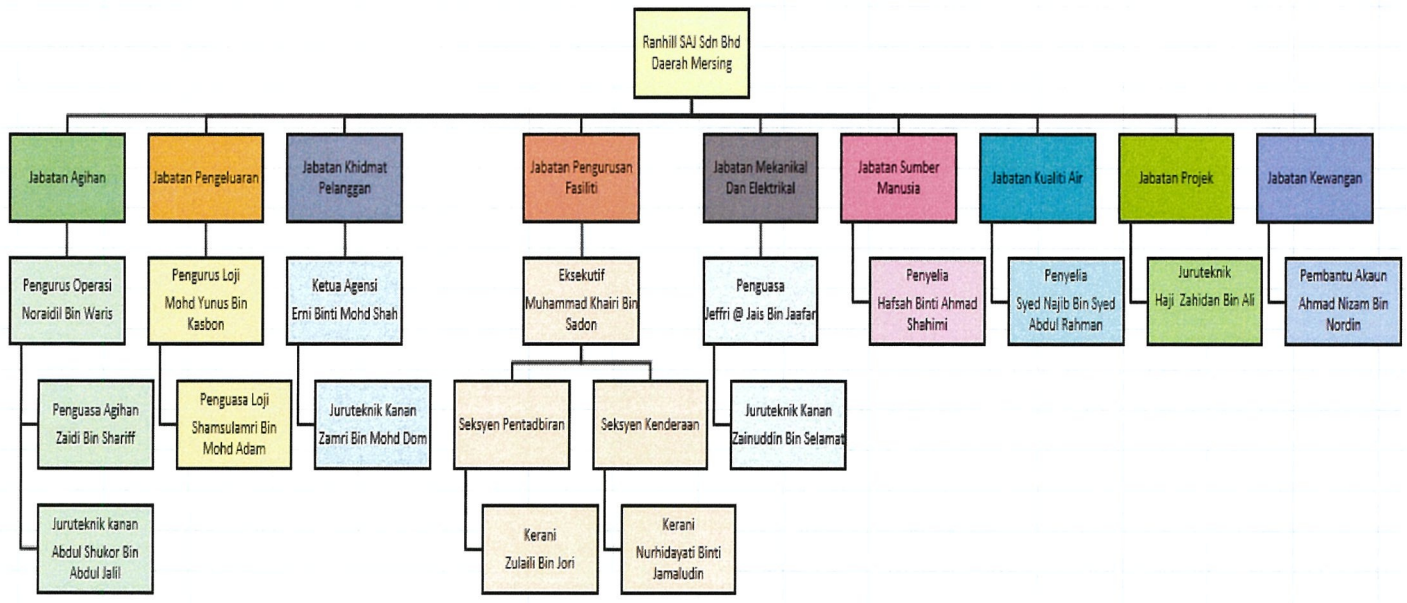 Ranhill SAJ Sdn Bhd
Daerah Mersing
Jabatan Agihan
Jabatan Pengeluaran
Jabatan Khidmat
Pelanggan
Jabatan Pengurusan
Fasiliti
Jabatan Mekanikal
Dan Elektrikal
Jabatan Sumber
Manusia
Jabatan Kualiti Air
Jabatan Projek
Jabatan Kewangan
Pengurus Operasi
Noraidil Bin Waris
Pengurus Loji
Mohd Yunus Bin
Kasbon
Ketua Agensi
Erni Binti Mohd Shah
Eksekutif
Muhammad Khairi Bin
Sadon
Penguasa
Jeffri @ Jais Bin Jaafar
Penyelia
Hafsah Binti Ahmad
Shahimi
Penyelia
Syed Najib Bin Syed
Abdul Rahman
Juruteknik
Haji Zahidan Bin Ali
Pembantu Akaun
Ahmad Nizam Bin
Nordin
Penguasa Agihan
Zaidi Bin Shariff
Penguasa Loji
Shamsulamri Bin
Mohd Adam
Juruteknik Kanan
Zamri Bin Mohd Dom
Seksyen Pentadbiran
Seksyen Kenderaan
Juruteknik Kanan
Zainuddin Bin Selamat
Juruteknik kanan
Abdul Shukor Bin
Abdul Jalil
Kerani
Zulaili Bin Jori
Kerani
Nurhidayati Binti
Jamaludin